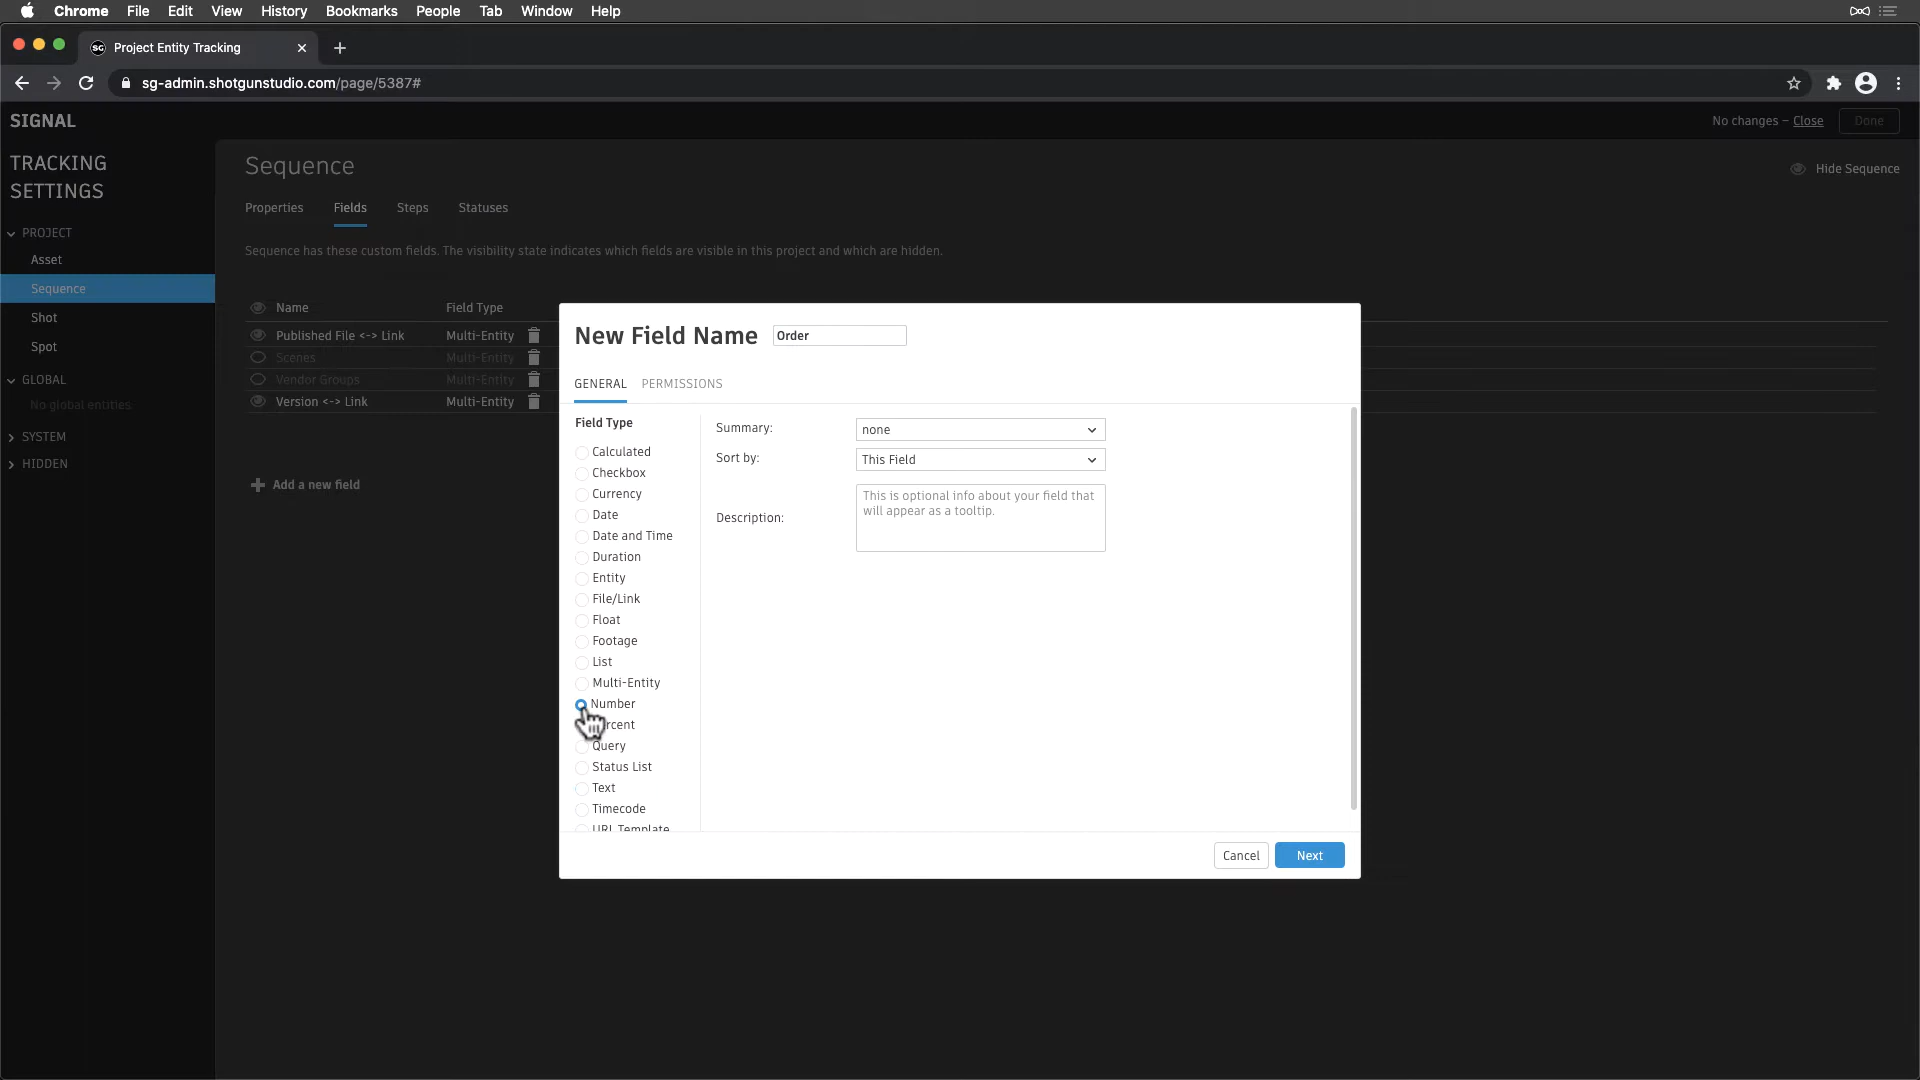 Chrome File Edit View History Bookmarks People Tab Window Help
SG Project Entity Tracking
sg-admin.shotgunstudio.com/page/5387#
SIGNAL
No changes – Close
Done
TRACKING
SETTINGS
PROJECT
Asset
Sequence
Shot
Spot
GLOBAL
No global entities
SYSTEM
HIDDEN
Sequence
Hide Sequence
Properties Fields Steps Statuses
Sequence has these custom fields. The visibility state indicates which fields are visible in this project and which are hidden.
Name Field Type
Published File <-> Link Multi-Entity
Scenes Multi-Entity
Vendor Groups Multi-Entity
Version <-> Link Multi-Entity
Add a new field
New Field Name Order
GENERAL PERMISSIONS
Field Type
Calculated
Checkbox
Currency
Date
Date and Time
Duration
Entity
File/Link
Float
Footage
List
Multi-Entity
Number
rcent
Query
Status List
Text
Timecode
URL Template
Summary: none
Sort by: This Field
Description:
This is optional info about your field that
will appear as a tooltip.
Cancel Next